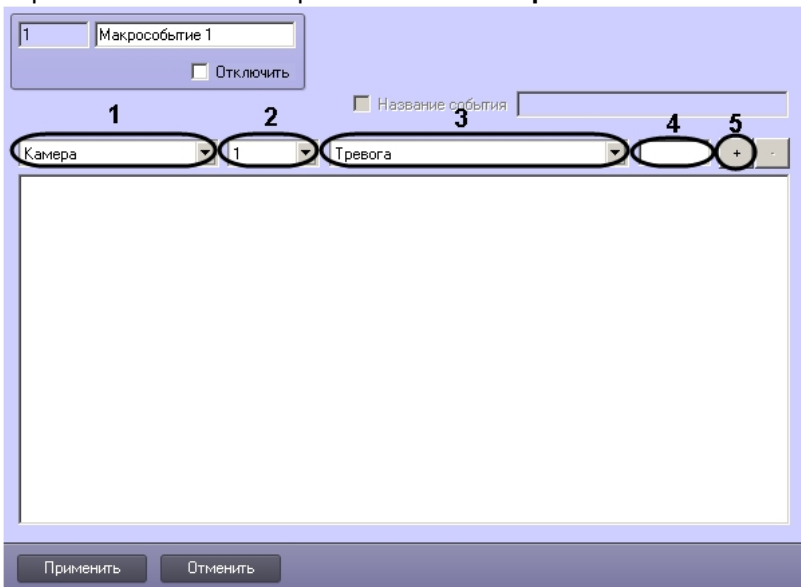 1 Макрособытие 1
Отключить
Название события
1 2 3 4 5
Камера 1 Тревога + -
Применить Отменить